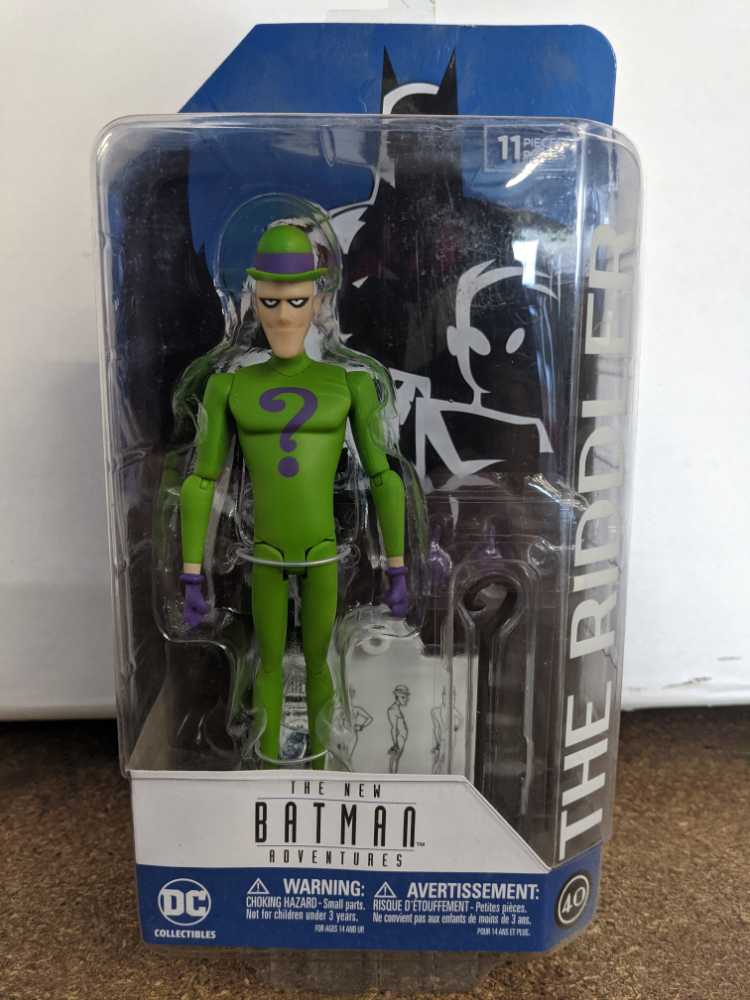 11 PIECES
THE RIDDLER
?
THE NEW
BATMAN™
ADVENTURES
DC
COLLECTIBLES
WARNING:
CHOKING HAZARD - Small parts.
Not for children under 3 years.
FOR AGES 14 AND UP.
AVERTISSEMENT:
RISQUE D'ÉTOUFFEMENT - Petites pièces.
Ne convient pas aux enfants de moins de 3 ans.
POUR 14 ANS ET PLUS.
40